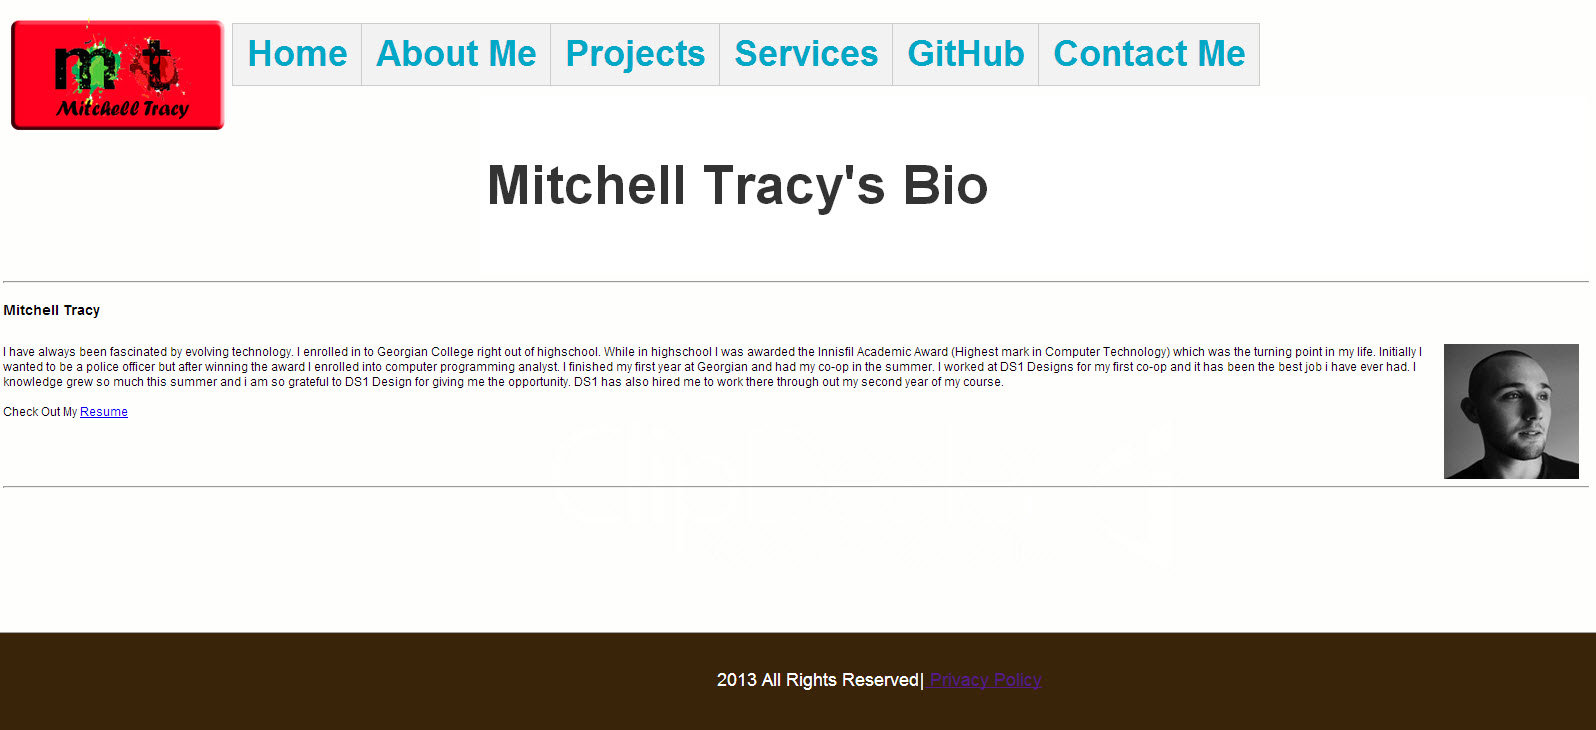 mt
Mitchell Tracy
Home About Me Projects Services GitHub Contact Me
Mitchell Tracy's Bio
Mitchell Tracy
I have always been fascinated by evolving technology. I enrolled in to Georgian College right out of highschool. While in highschool I was awarded the Innisfil Academic Award (Highest mark in Computer Technology) which was the turning point in my life. Initially I
wanted to be a police officer but after winning the award I enrolled into computer programming analyst. I finished my first year at Georgian and had my co-op in the summer. I worked at DS1 Designs for my first co-op and it has been the best job i have ever had. I
knowledge grew so much this summer and i am so grateful to DS1 Design for giving me the opportunity. DS1 has also hired me to work there through out my second year of my course.
Check Out My Resume
2013 All Rights Reserved| Privacy Policy